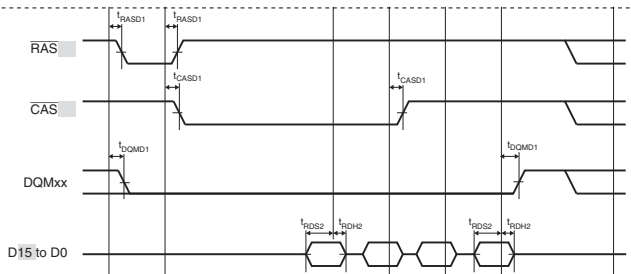 tRASD1 tRASD1
RAS
tCASD1 tCASD1
CAS
tDQMD1 tDQMD1
DQMxx
tRDS2 tRDH2 tRDS2 tRDH2
D15 to D0